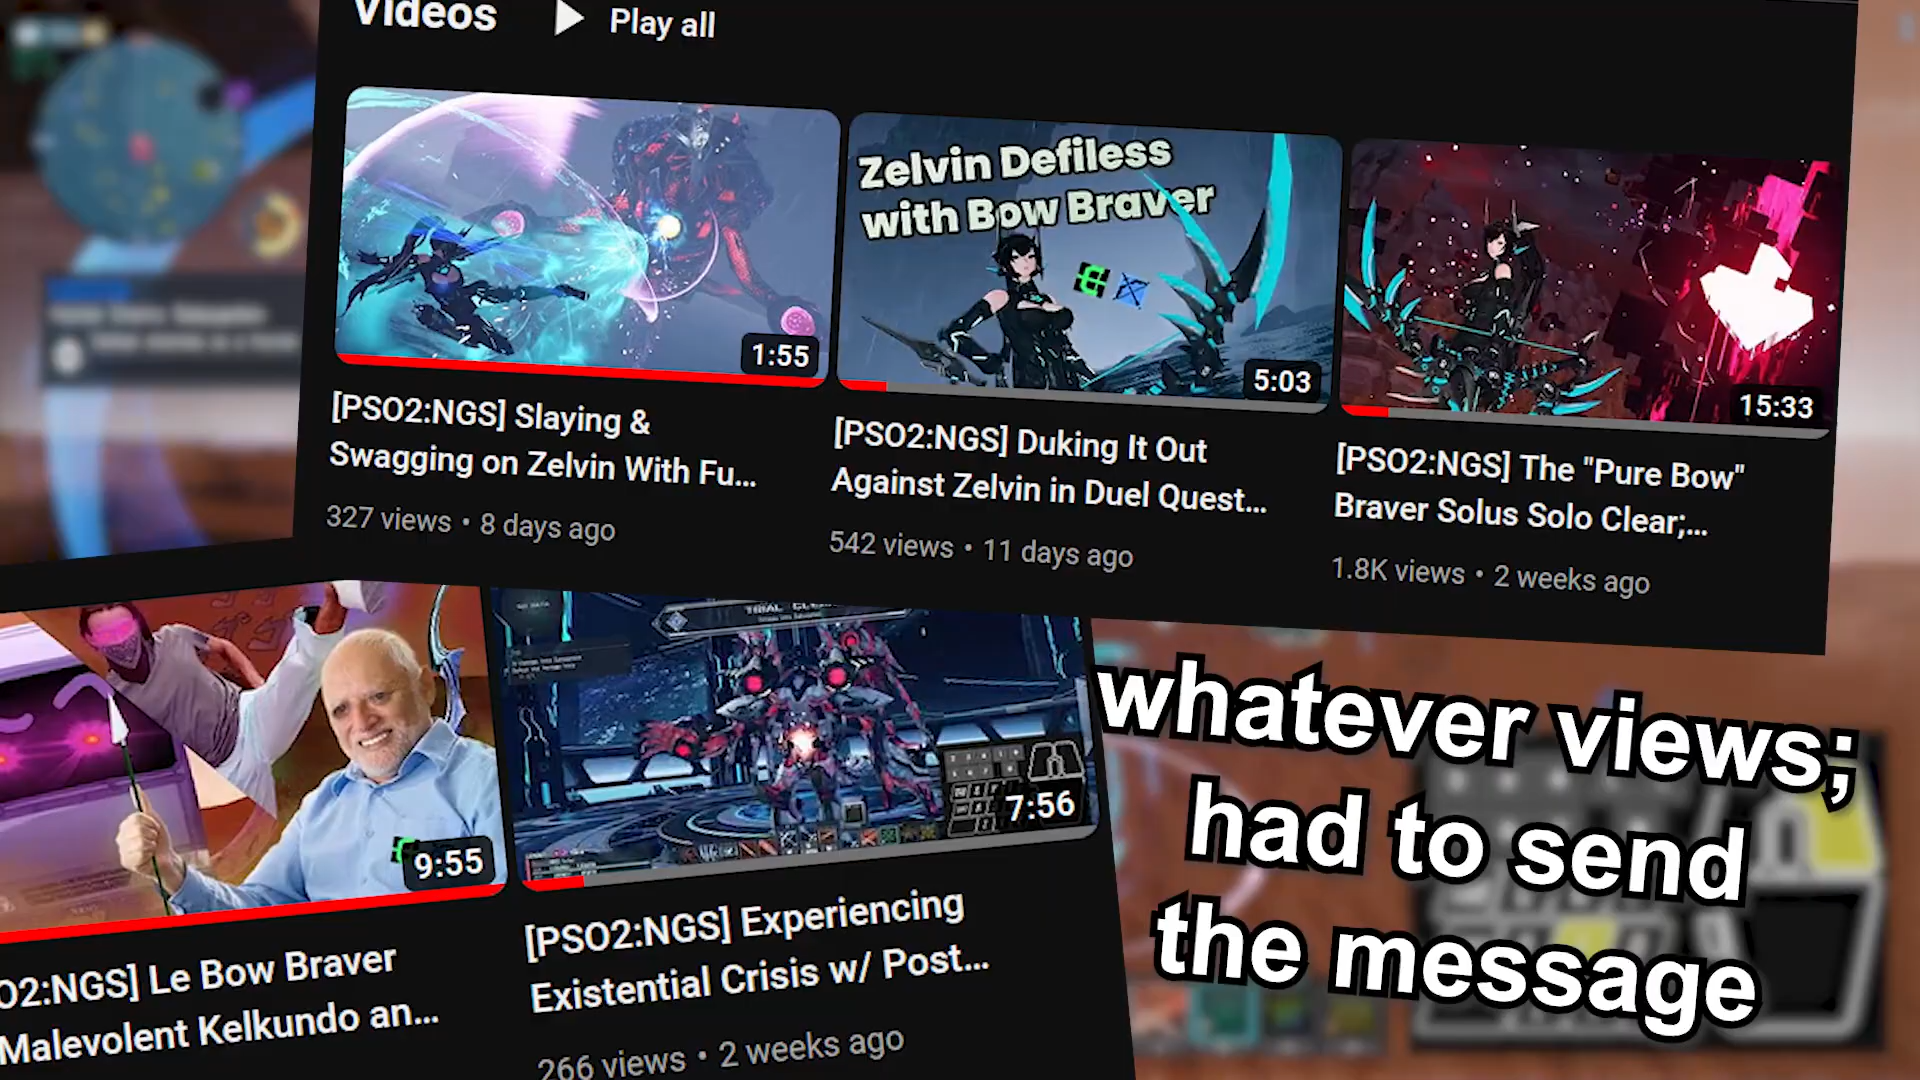 Videos
Play all
Zelvin Defiless
with Bow Braver
1:55
5:03
15:33
[PSO2:NGS] Slaying &
Swagging on Zelvin With Fu...
327 views • 8 days ago
[PSO2:NGS] Duking It Out
Against Zelvin in Duel Quest...
542 views • 11 days ago
[PSO2:NGS] The "Pure Bow"
Braver Solus Solo Clear;...
1.8K views • 2 weeks ago
9:55
7:56
O2:NGS] Le Bow Braver
Malevolent Kelkundo an...
[PSO2:NGS] Experiencing
Existential Crisis w/ Post...
266 views • 2 weeks ago
whatever views;
had to send
the message